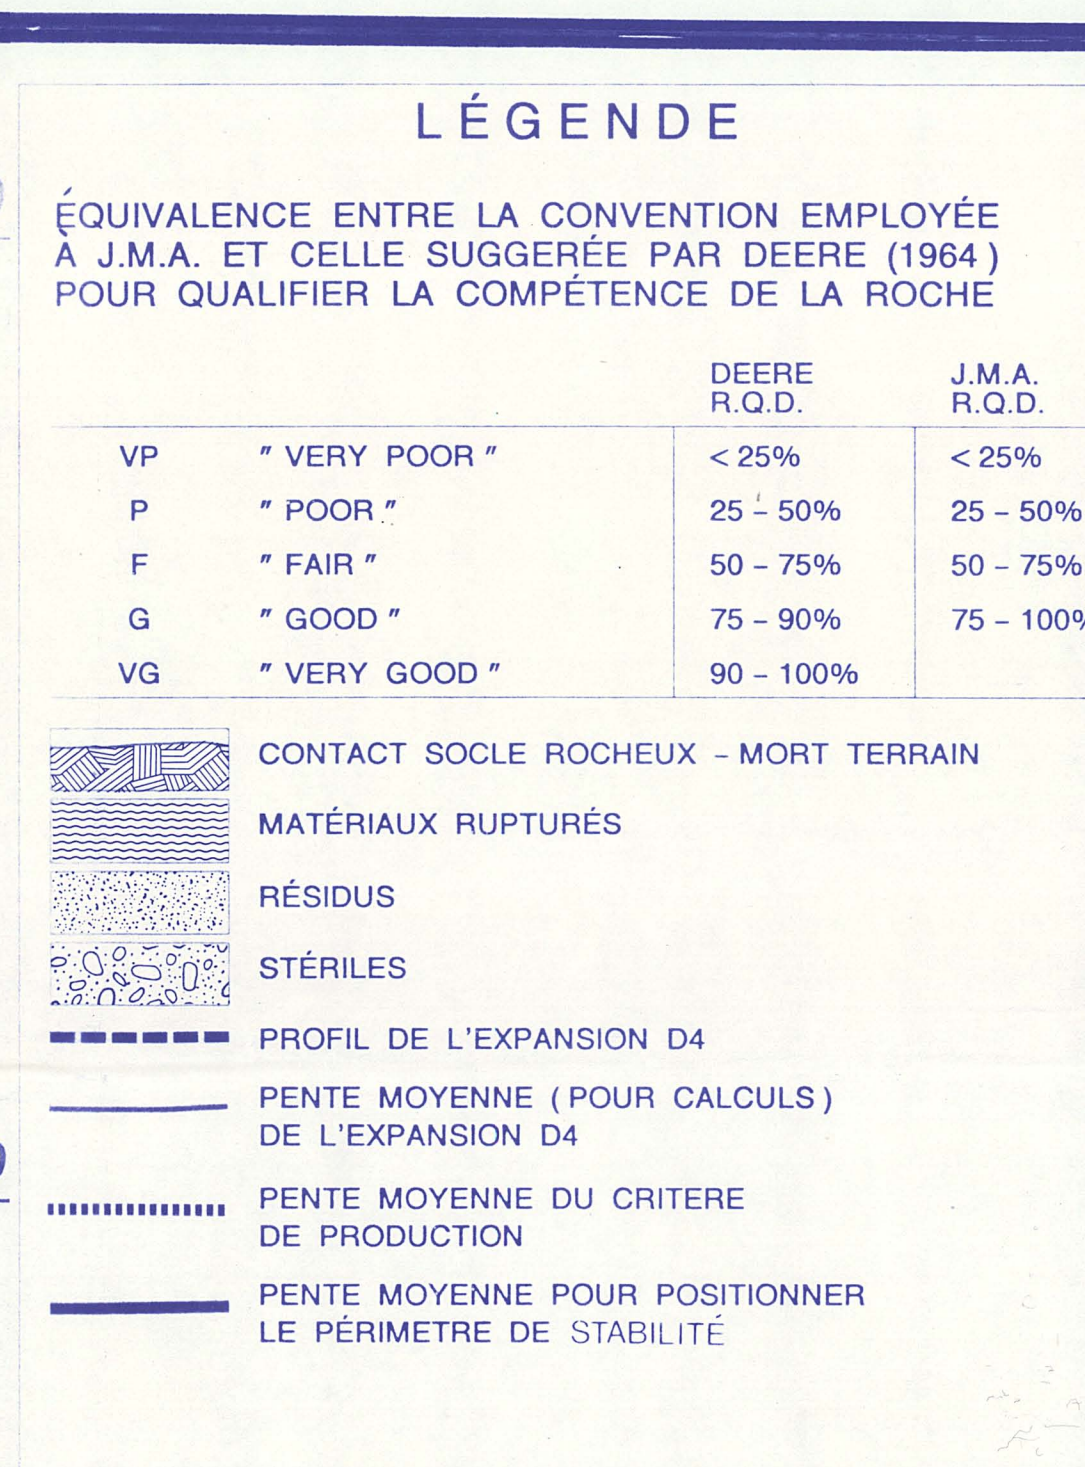 LÉGENDE
ÉQUIVALENCE ENTRE LA CONVENTION EMPLOYÉE
À J.M.A. ET CELLE SUGGERÉE PAR DEERE (1964)
POUR QUALIFIER LA COMPÉTENCE DE LA ROCHE
DEERE R.Q.D. J.M.A. R.Q.D.
VP " VERY POOR " < 25% < 25%
P " POOR " 25 – 50% 25 – 50%
F " FAIR " 50 – 75% 50 – 75%
G " GOOD " 75 – 90% 75 – 100%
VG " VERY GOOD " 90 – 100%
CONTACT SOCLE ROCHEUX – MORT TERRAIN
MATÉRIAUX RUPTURÉS
RÉSIDUS
STÉRILES
PROFIL DE L'EXPANSION D4
PENTE MOYENNE (POUR CALCULS)
DE L'EXPANSION D4
PENTE MOYENNE DU CRITERE
DE PRODUCTION
PENTE MOYENNE POUR POSITIONNER
LE PÉRIMETRE DE STABILITÉ